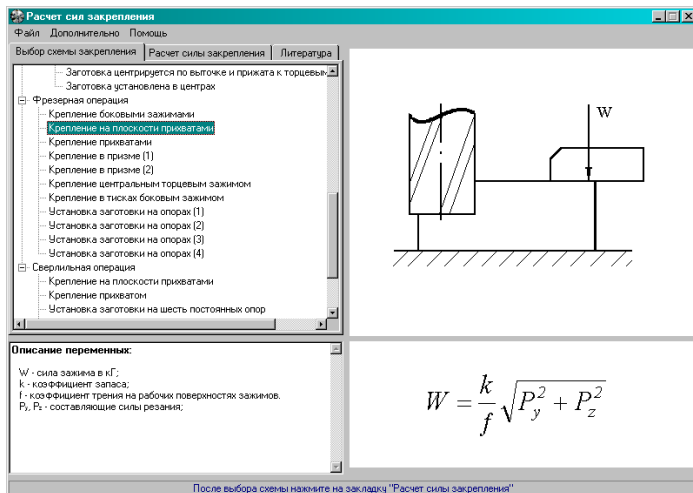 Расчет сил закрепления
Файл Дополнительно Помощь
Выбор схемы закрепления Расчет силы закрепления Литература
Заготовка центрируется по выточке и прижата к торцевым
Заготовка установлена в центрах
Фрезерная операция
Крепление боковыми зажимами
Крепление на плоскости прихватами
Крепление прихватами
Крепление в призме (1)
Крепление в призме (2)
Крепление центральным торцевым зажимом
Крепление в тисках боковым зажимом
Установка заготовки на опорах (1)
Установка заготовки на опорах (2)
Установка заготовки на опорах (3)
Установка заготовки на опорах (4)
Сверлильная операция
Крепление на плоскости прихватами
Крепление прихватом
Установка заготовки на шесть постоянных опор
W
Описание переменных:
W - сила зажима в кГ;
k - коэффициент запаса;
f - коэффициент трения на рабочих поверхностях зажимов.
Py, Pz - составляющие силы резания;
W = k/f √(P_y^2 + P_z^2)
После выбора схемы нажмите на закладку "Расчет силы закрепления"